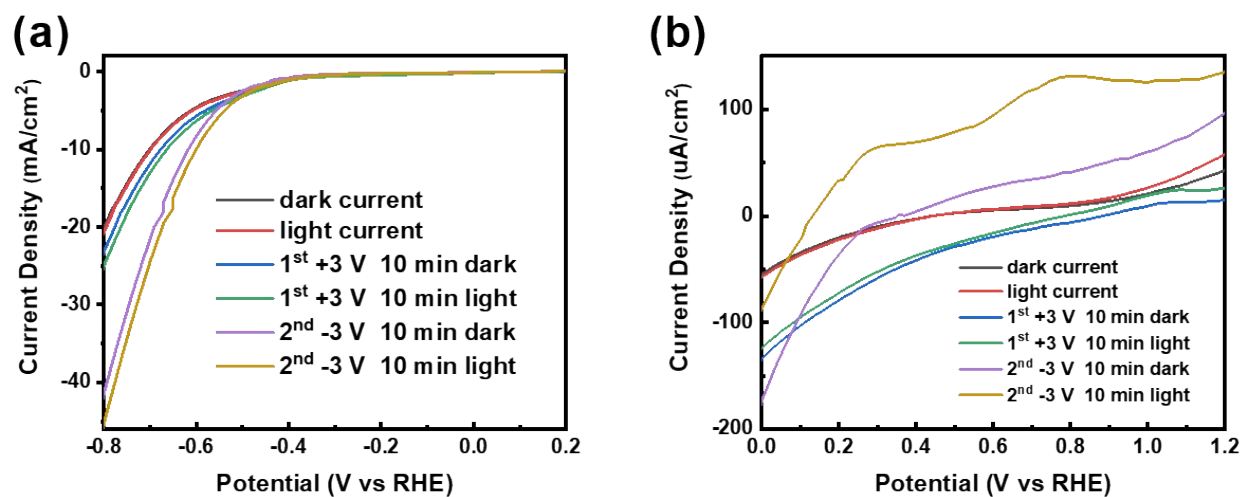 (a)
Current Density (mA/cm²)
0
-10
-20
-30
-40
dark current
light current
1ˢᵗ +3 V 10 min dark
1ˢᵗ +3 V 10 min light
2ⁿᵈ -3 V 10 min dark
2ⁿᵈ -3 V 10 min light
-0.8 -0.6 -0.4 -0.2 0.0 0.2
Potential (V vs RHE)
(b)
Current Density (uA/cm²)
100
0
-100
-200
dark current
light current
1ˢᵗ +3 V 10 min dark
1ˢᵗ +3 V 10 min light
2ⁿᵈ -3 V 10 min dark
2ⁿᵈ -3 V 10 min light
0.0 0.2 0.4 0.6 0.8 1.0 1.2
Potential (V vs RHE)